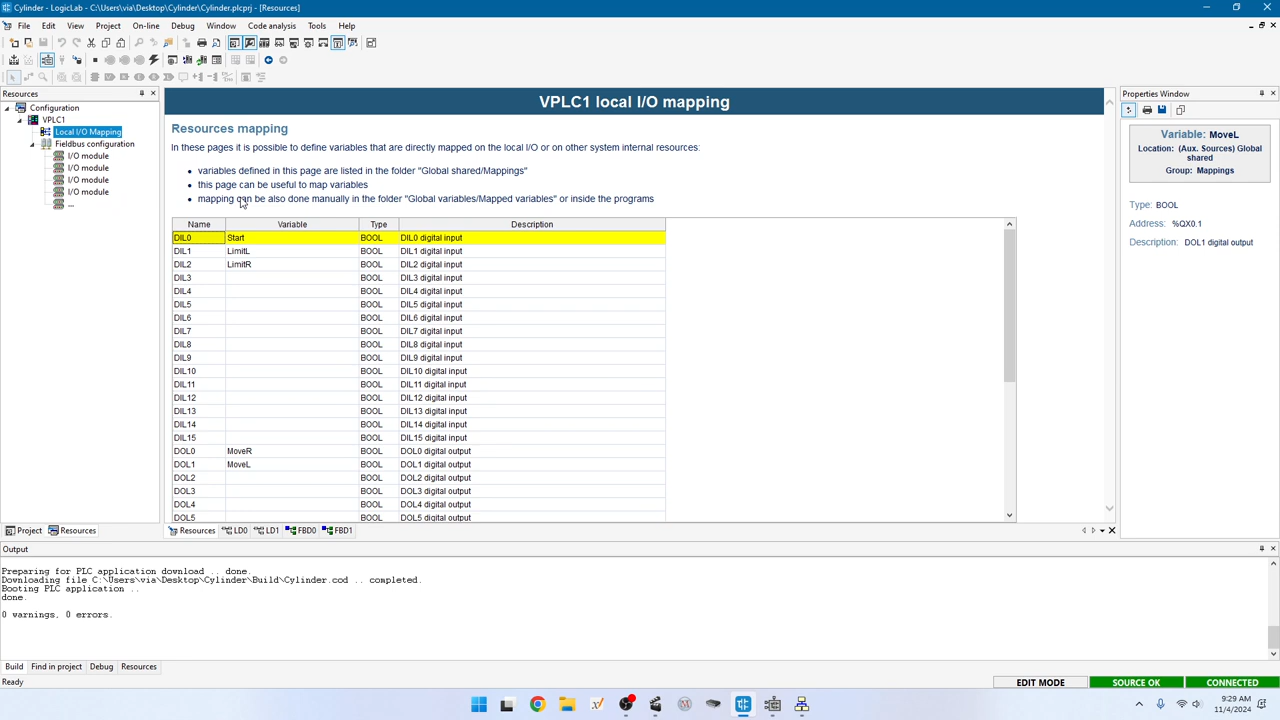 Cylinder - LogicLab - C:\Users\via\Desktop\Cylinder\Cylinder.plcprj - [Resources]
File Edit View Project On-line Debug Window Code analysis Tools Help
Resources
Configuration
VPLC1
Local I/O Mapping
Fieldbus configuration
I/O module
I/O module
I/O module
I/O module
...
Project Resources
VPLC1 local I/O mapping
Resources mapping
In these pages it is possible to define variables that are directly mapped on the local I/O or on other system internal resources:
• variables defined in this page are listed in the folder "Global shared/Mappings"
• this page can be useful to map variables
• mapping can be also done manually in the folder "Global variables/Mapped variables" or inside the programs
Name Variable Type Description
DIL0 Start BOOL DIL0 digital input
DIL1 LimitL BOOL DIL1 digital input
DIL2 LimitR BOOL DIL2 digital input
DIL3 BOOL DIL3 digital input
DIL4 BOOL DIL4 digital input
DIL5 BOOL DIL5 digital input
DIL6 BOOL DIL6 digital input
DIL7 BOOL DIL7 digital input
DIL8 BOOL DIL8 digital input
DIL9 BOOL DIL9 digital input
DIL10 BOOL DIL10 digital input
DIL11 BOOL DIL11 digital input
DIL12 BOOL DIL12 digital input
DIL13 BOOL DIL13 digital input
DIL14 BOOL DIL14 digital input
DIL15 BOOL DIL15 digital input
DOL0 MoveR BOOL DOL0 digital output
DOL1 MoveL BOOL DOL1 digital output
DOL2 BOOL DOL2 digital output
DOL3 BOOL DOL3 digital output
DOL4 BOOL DOL4 digital output
DOL5 BOOL DOL5 digital output
Resources LD0 LD1 FBD0 FBD1
Properties Window
Variable: MoveL
Location: (Aux. Sources) Global
shared
Group: Mappings
Type: BOOL
Address: %QX0.1
Description: DOL1 digital output
Output
Preparing for PLC application download .. done.
Downloading file C:\Users\via\Desktop\Cylinder\Build\Cylinder.cod .. completed.
Booting PLC application ..
done.
0 warnings, 0 errors.
Build Find in project Debug Resources
Ready EDIT MODE SOURCE OK CONNECTED
9:29 AM
11/4/2024